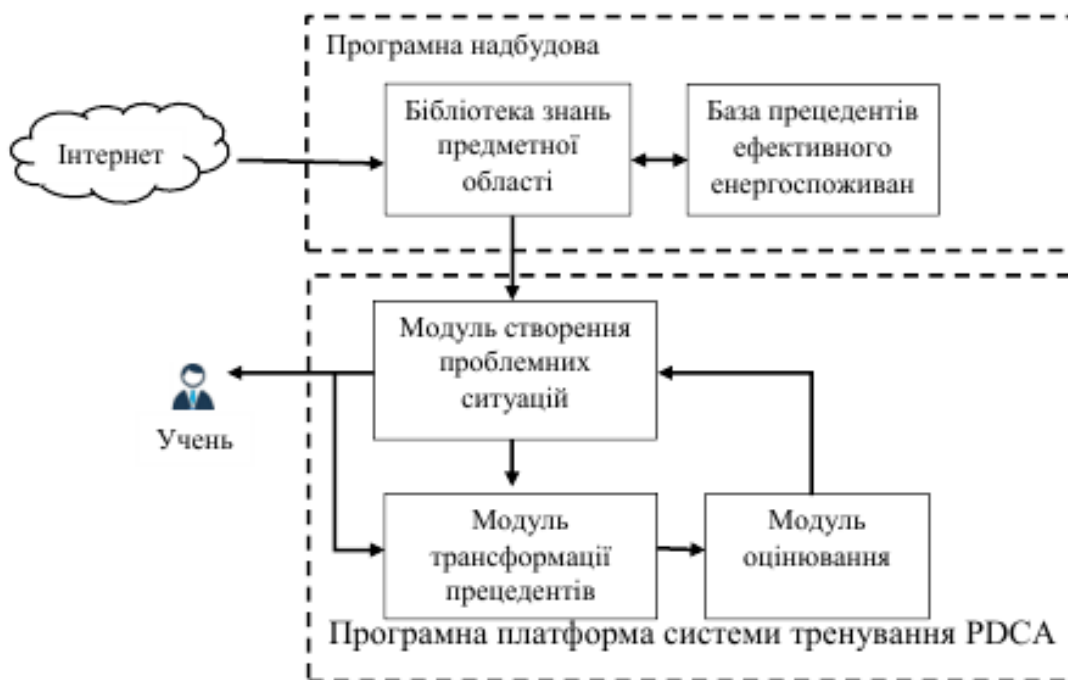 Програмна надбудова
Інтернет
Бібліотека знань
предметної
області
База прецедентів
ефективного
енергоспоживан
Модуль створення
проблемних
ситуацій
Учень
Модуль
трансформації
прецедентів
Модуль
оцінювання
Програмна платформа системи тренування PDCA